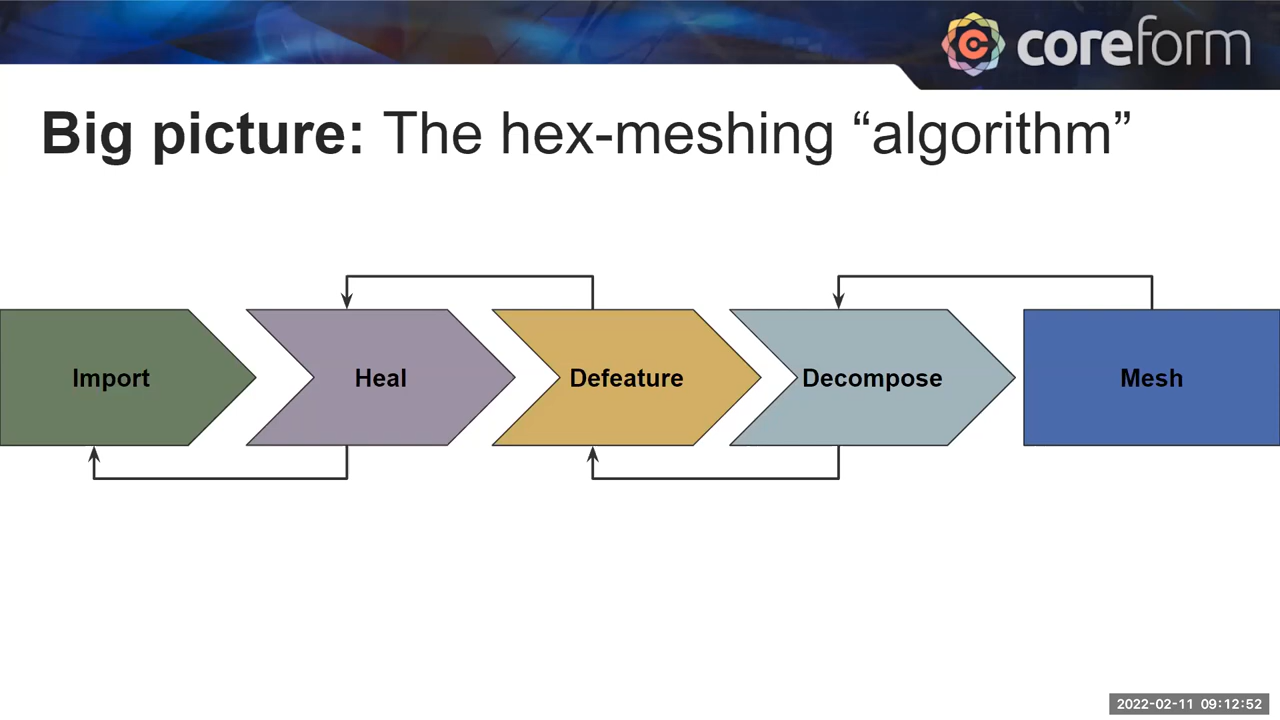 coreform
Big picture: The hex-meshing “algorithm”
Import
Heal
Defeature
Decompose
Mesh
2022-02-11 09:12:52